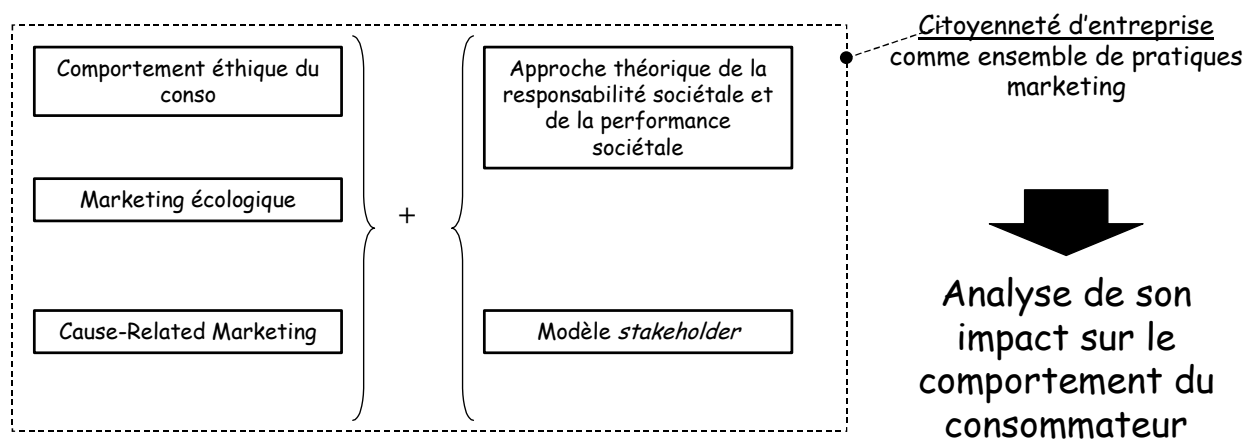 Citoyenneté d'entreprise
comme ensemble de pratiques
marketing
Comportement éthique du
conso
Marketing écologique
Cause-Related Marketing
+
Approche théorique de la
responsabilité sociétale et
de la performance
sociétale
Modèle stakeholder
Analyse de son
impact sur le
comportement du
consommateur